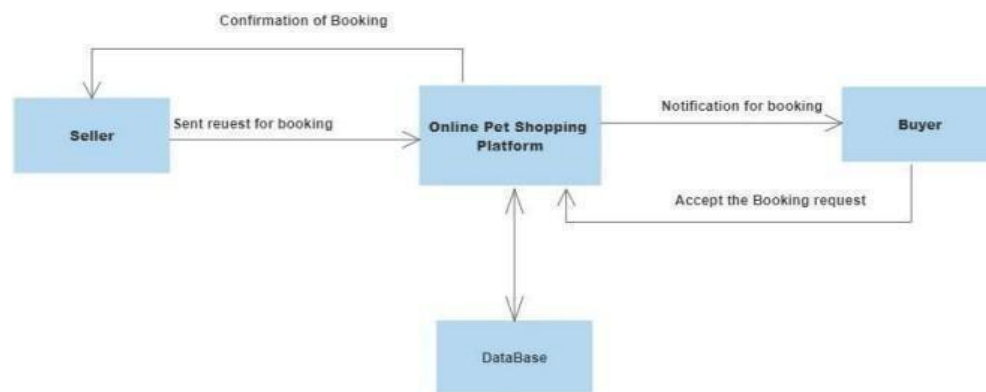 Confirmation of Booking
Seller
Sent reuest for booking
Online Pet Shopping
Platform
Notification for booking
Buyer
Accept the Booking request
DataBase